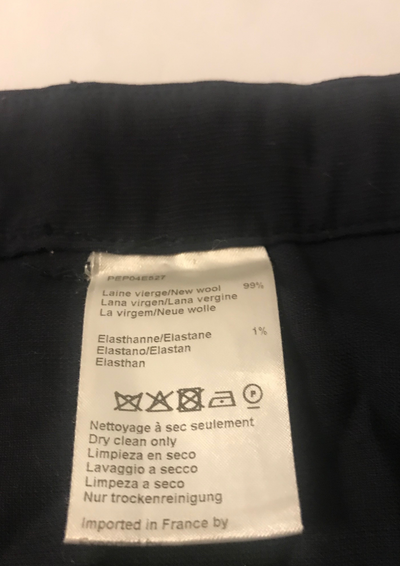 PEP04E527
Laine vierge/New wool 99%
Lana virgen/Lana vergine
La virgem/Neue wolle
Elasthanne/Elastane 1%
Elastano/Elastan
Elasthan
P
Nettoyage à sec seulement
Dry clean only
Limpieza en seco
Lavaggio a secco
Limpeza a seco
Nur trockenreinigung
Imported in France by